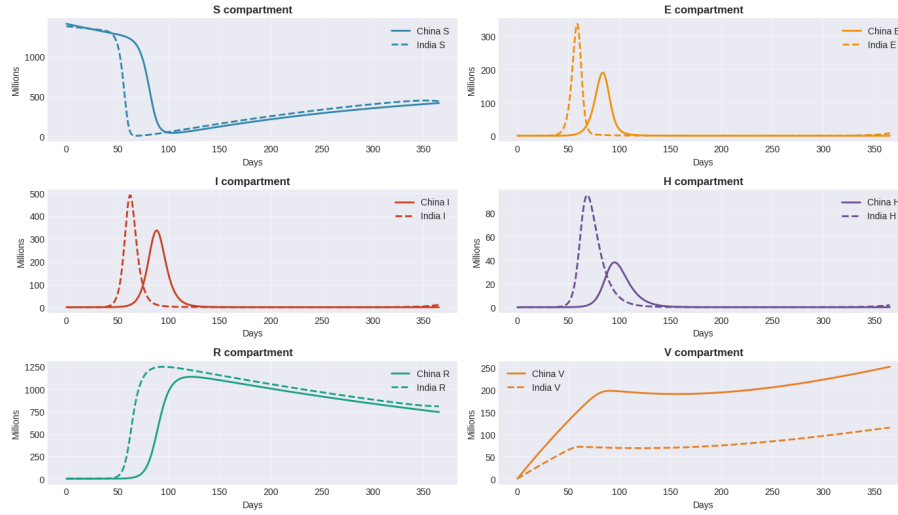 S compartment
China S
India S
1000
500
0
Millions
0 50 100 150 200 250 300 350
Days
E compartment
China E
India E
300
200
100
0
Millions
0 50 100 150 200 250 300 350
Days
I compartment
China I
India I
500
400
300
200
100
0
Millions
0 50 100 150 200 250 300 350
Days
H compartment
China H
India H
80
60
40
20
0
Millions
0 50 100 150 200 250 300 350
Days
R compartment
China R
India R
1250
1000
750
500
250
0
Millions
0 50 100 150 200 250 300 350
Days
V compartment
China V
India V
250
200
150
100
50
0
Millions
0 50 100 150 200 250 300 350
Days